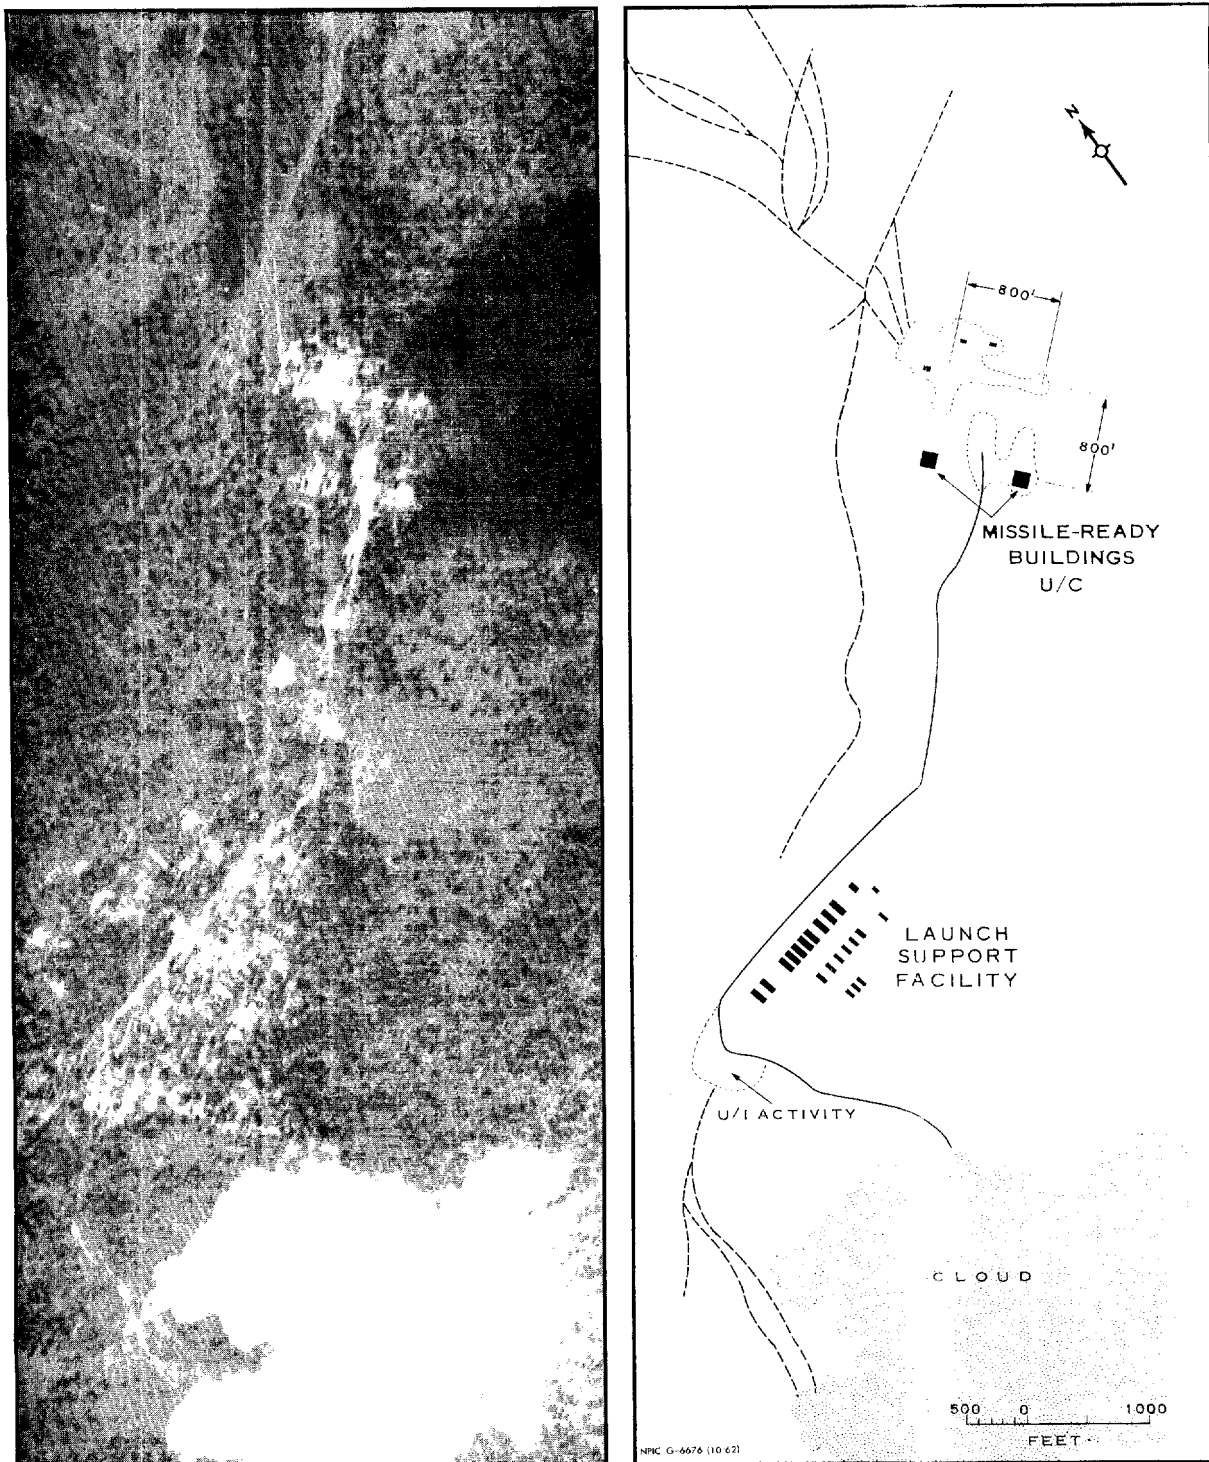 N
800'
800'
MISSILE-READY
BUILDINGS
U/C
LAUNCH
SUPPORT
FACILITY
U/I ACTIVITY
CLOUD
500 0 1000
FEET
NPIC G-6676 (10/62)